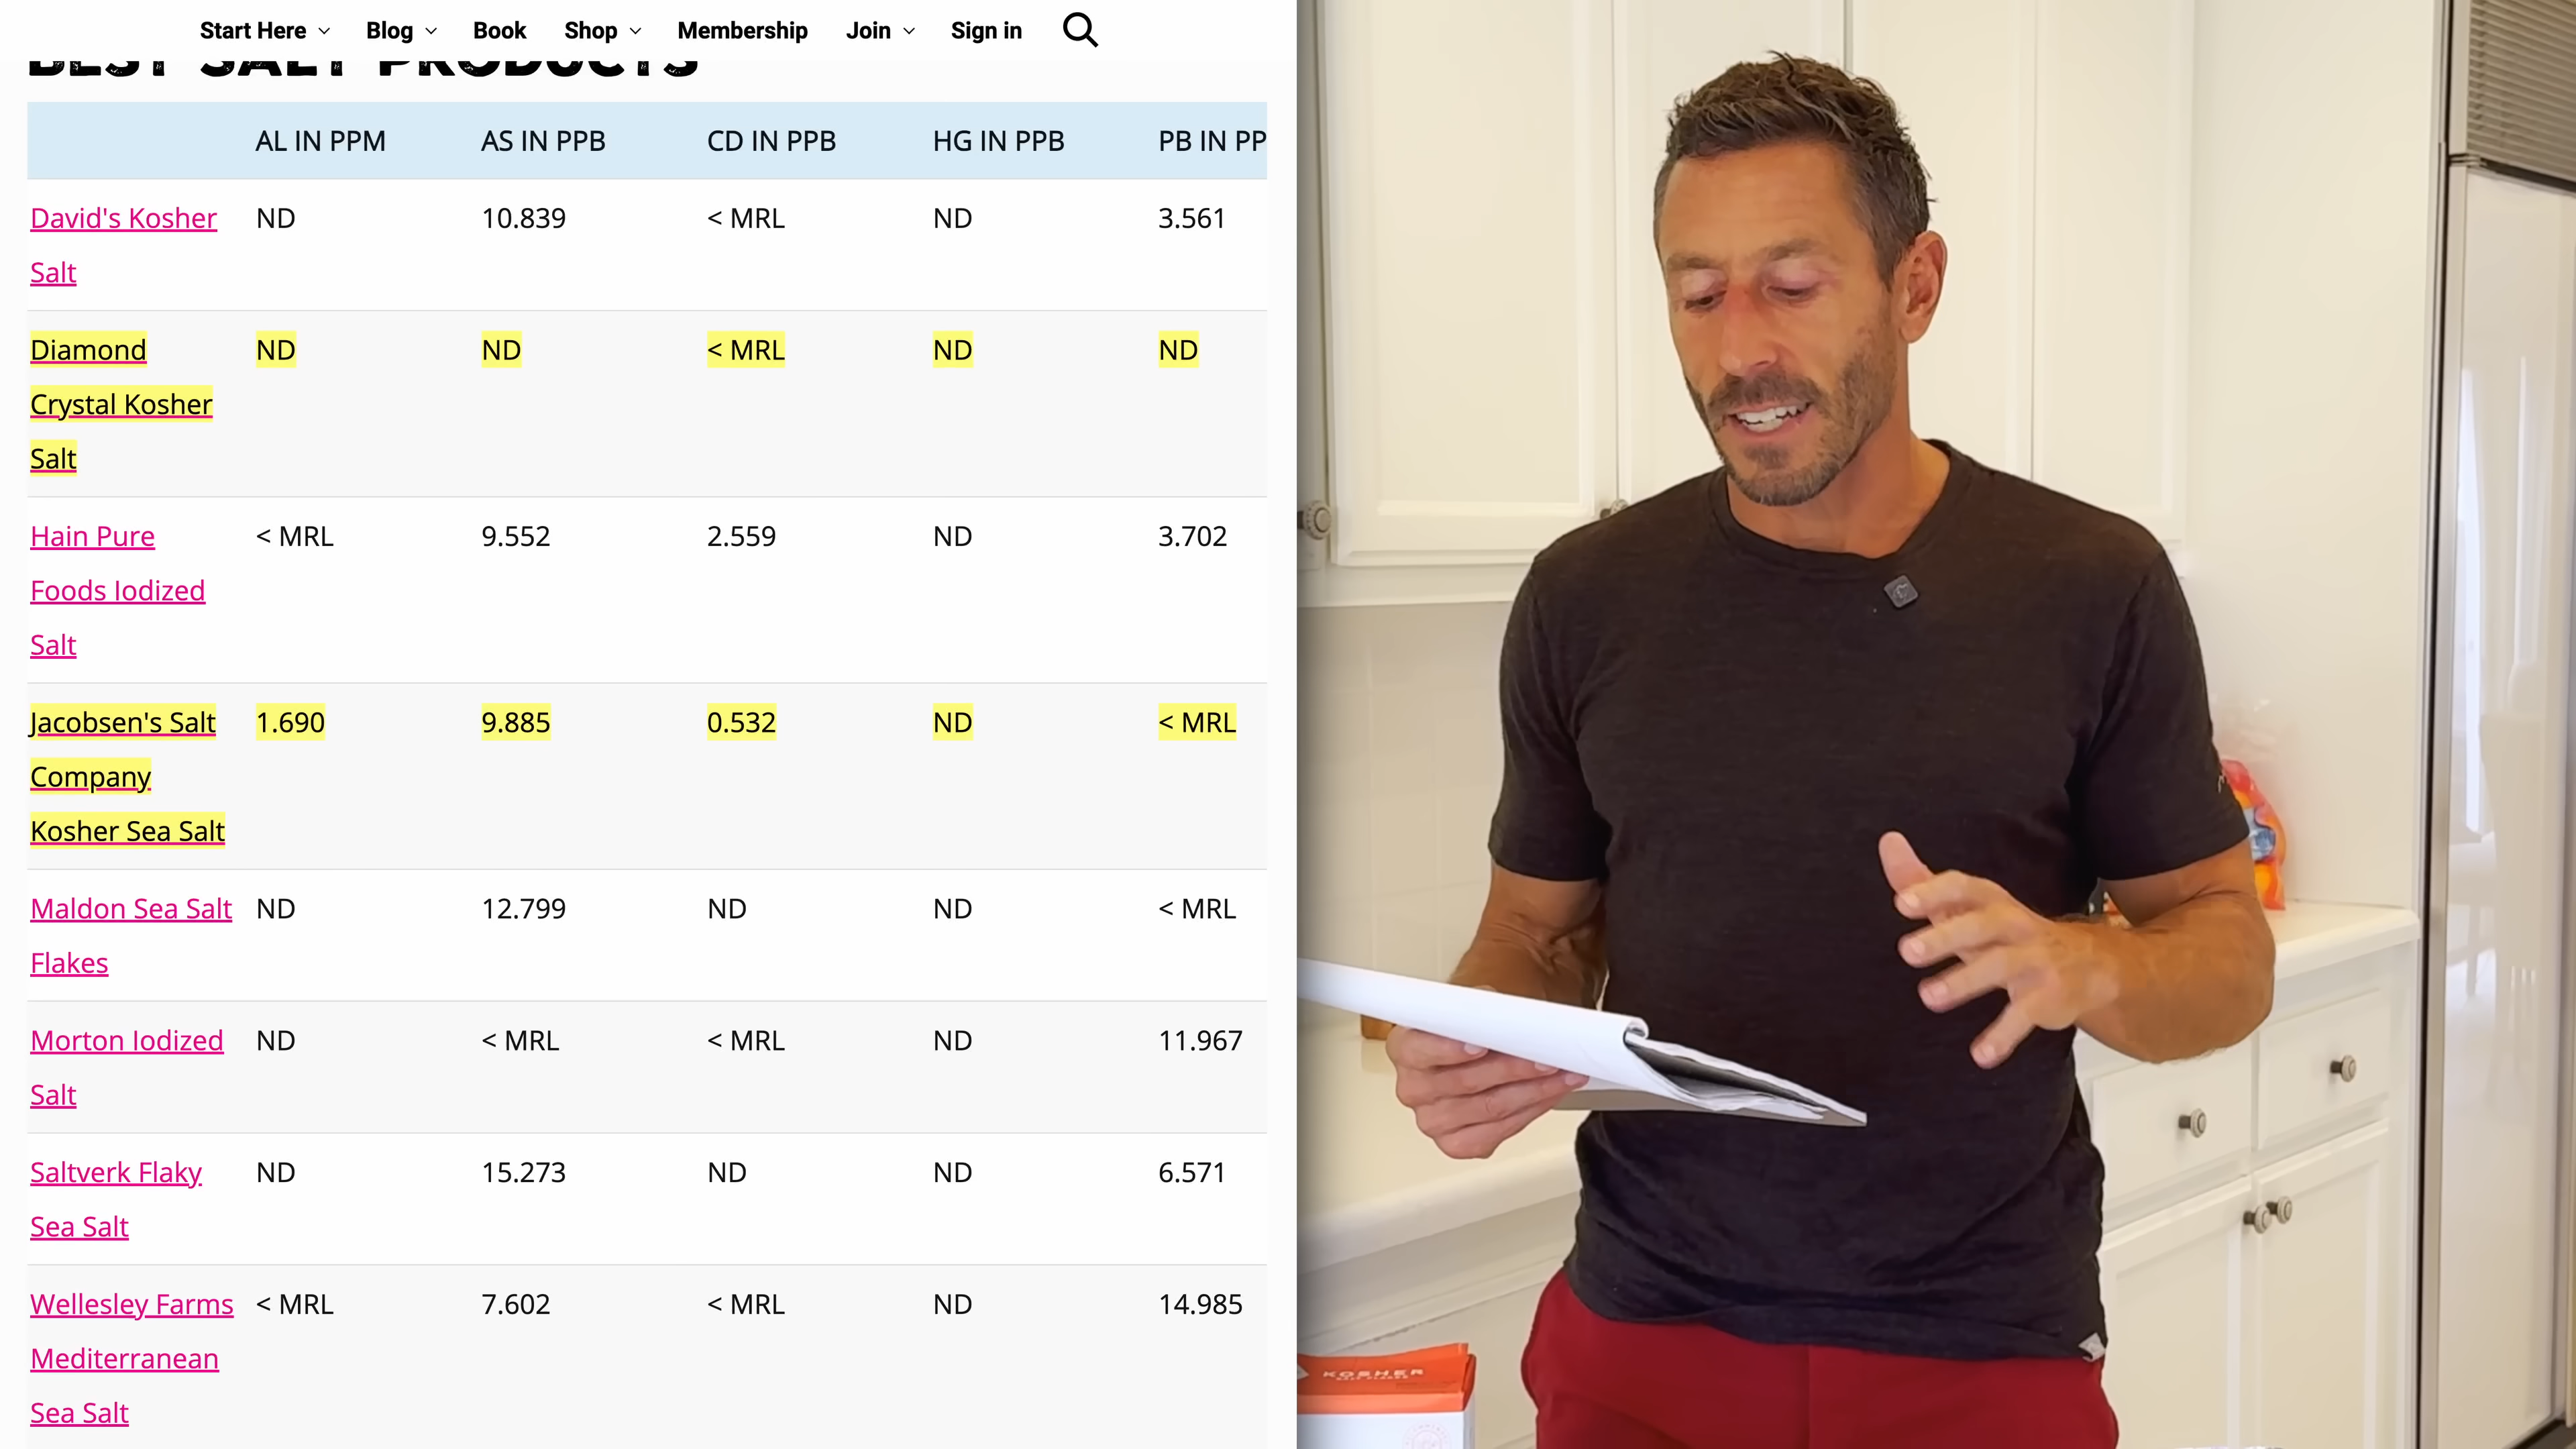 Start Here Blog Book Shop Membership Join Sign in
BEST SALT PRODUCTS
AL IN PPM AS IN PPB CD IN PPB HG IN PPB PB IN PP
David's Kosher ND 10.839 < MRL ND 3.561
Salt
Diamond ND ND < MRL ND ND
Crystal Kosher
Salt
Hain Pure < MRL 9.552 2.559 ND 3.702
Foods Iodized
Salt
Jacobsen's Salt 1.690 9.885 0.532 ND < MRL
Company
Kosher Sea Salt
Maldon Sea Salt ND 12.799 ND ND < MRL
Flakes
Morton Iodized ND < MRL < MRL ND 11.967
Salt
Saltverk Flaky ND 15.273 ND ND 6.571
Sea Salt
Wellesley Farms < MRL 7.602 < MRL ND 14.985
Mediterranean
Sea Salt
KOSHER